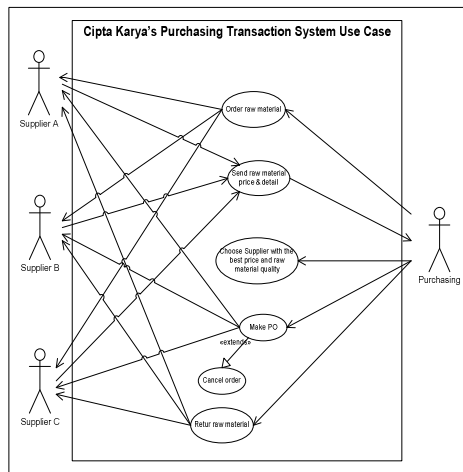 Cipta Karya's Purchasing Transaction System Use Case
Supplier A
Order raw material
Send raw material
price & detail
Supplier B
Choose Supplier with the
best price and raw
material quality
Purchasing
Make PO
«extends»
Cancel order
Supplier C
Retur raw material